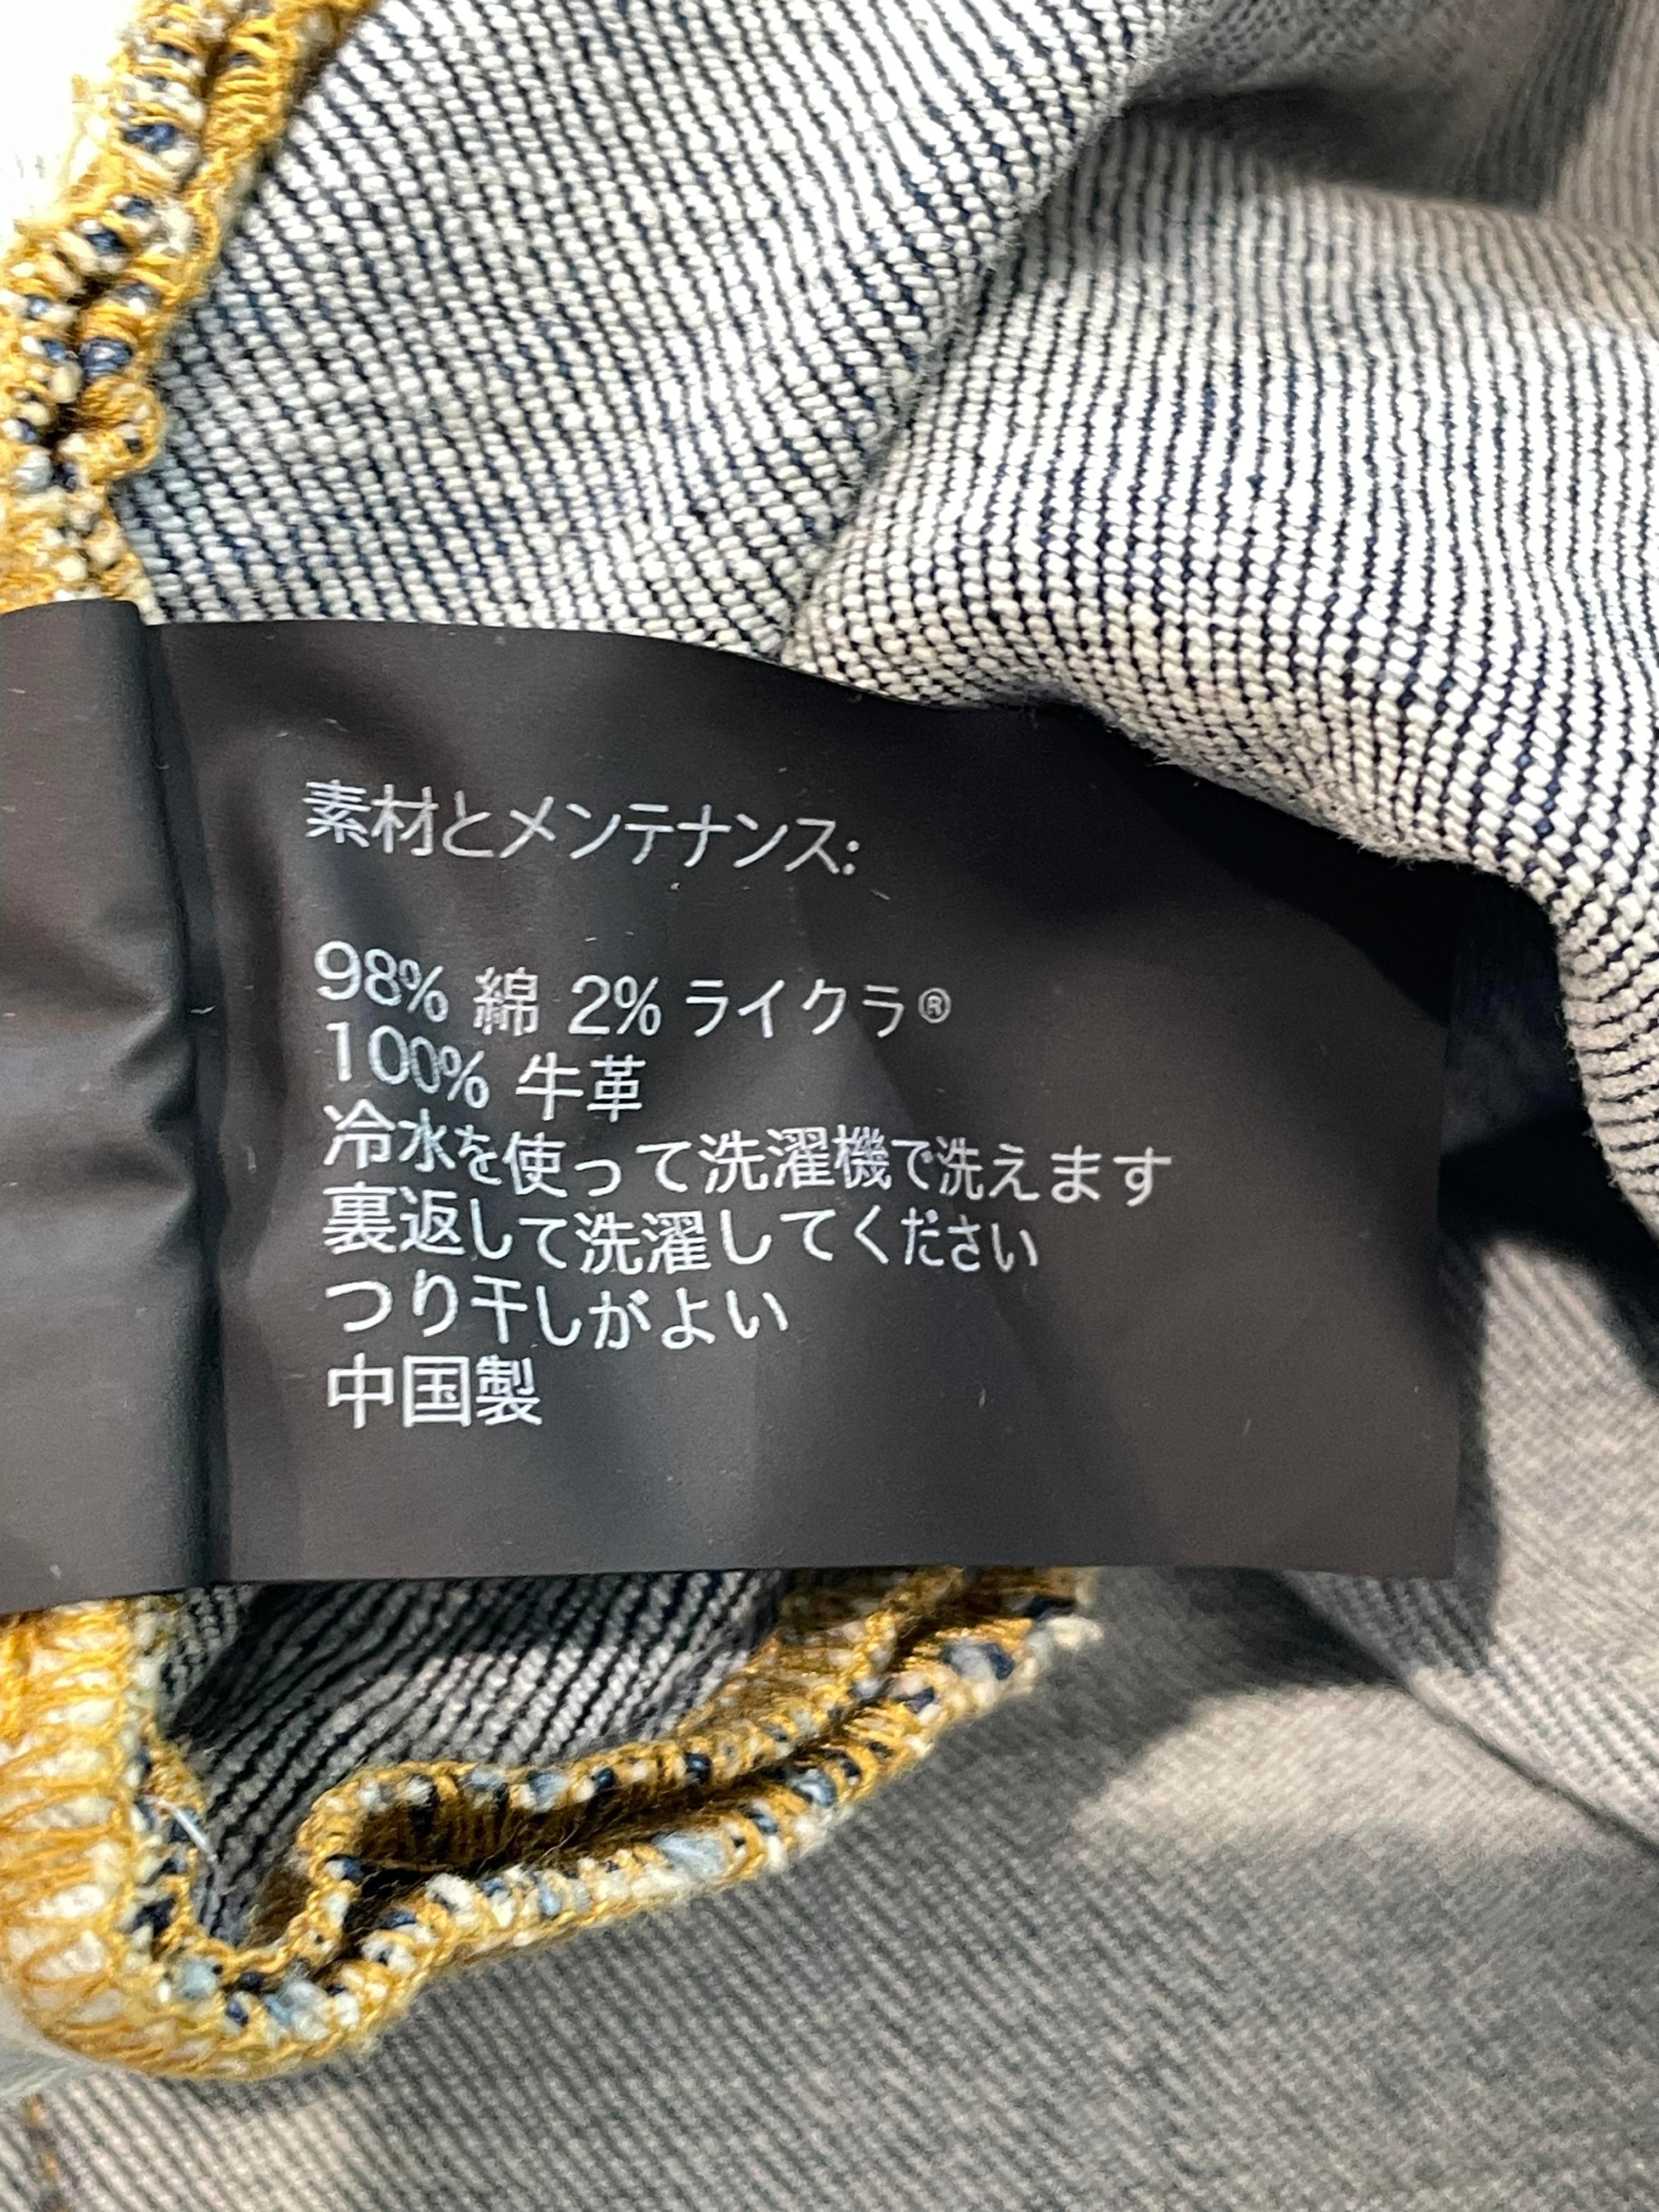 素材とメンテナンス:
98% 綿 2% ライクラ®
100% 牛革
冷水を使って洗濯機で洗えます
裏返して洗濯してください
つり干しがよい
中国製